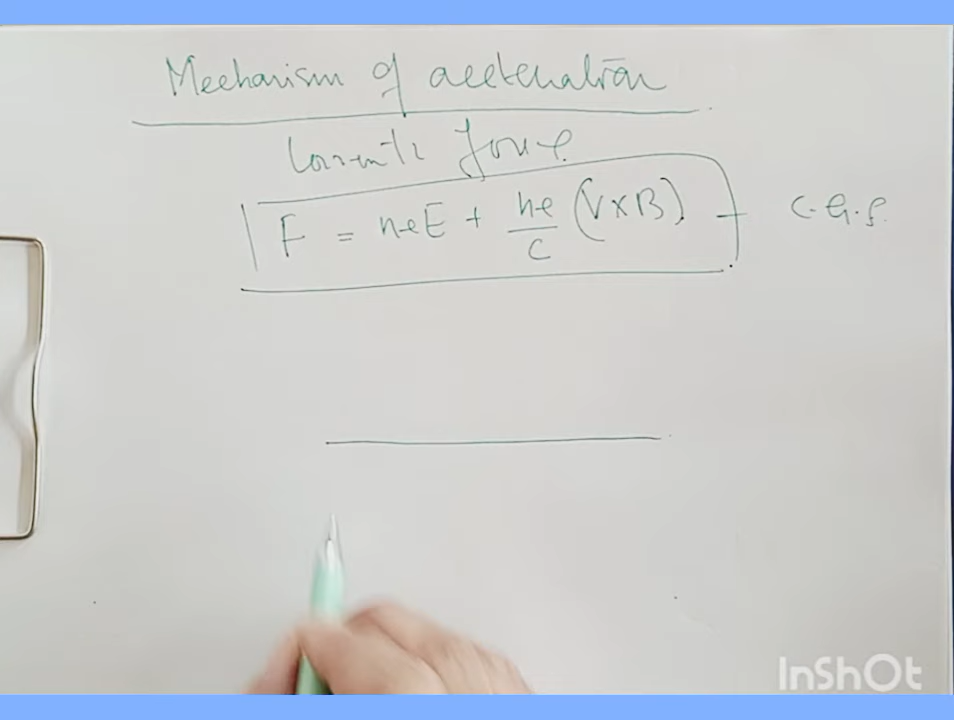 Mechanism of acceleration
Lorentz force
F = neE + ne/c (V×B) - C.G.S.
InShOt